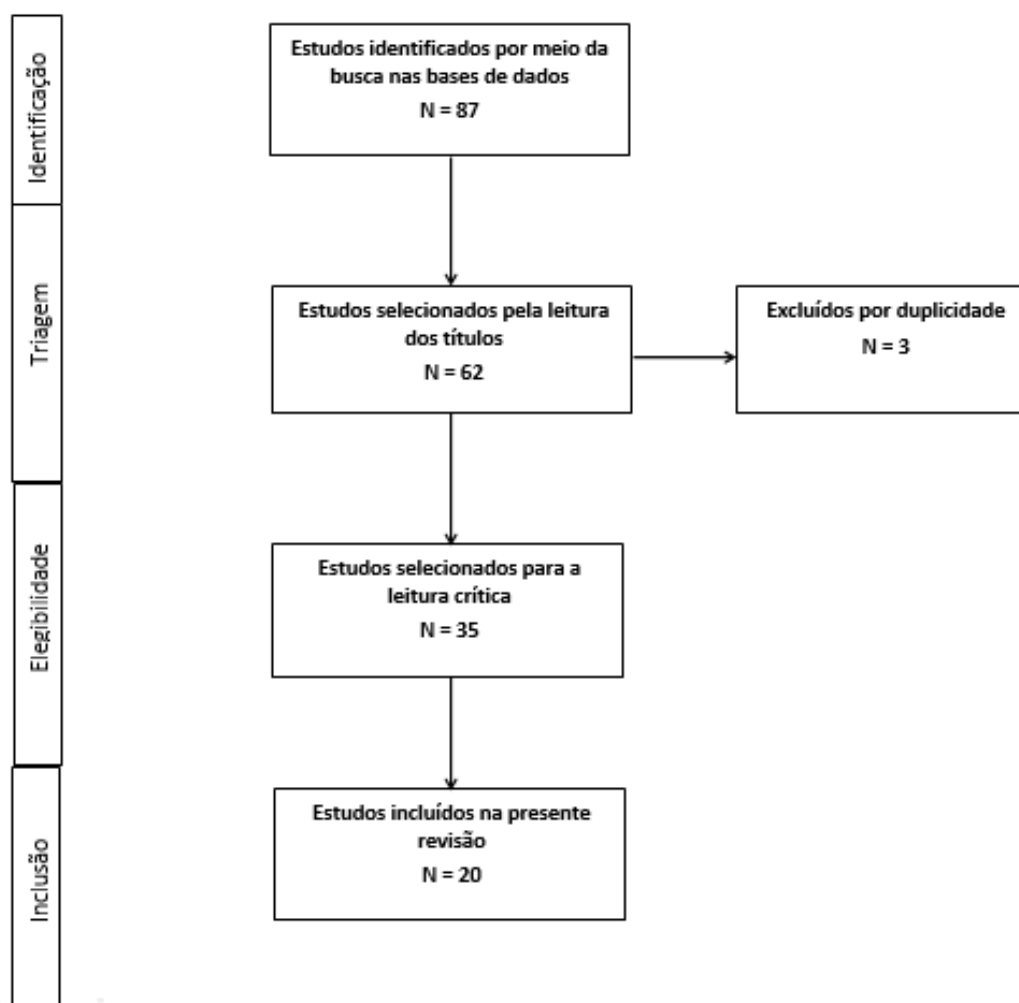 Identificação
Estudos identificados por meio da
busca nas bases de dados
N = 87
Triagem
Estudos selecionados pela leitura
dos títulos
N = 62
Excluídos por duplicidade
N = 3
Elegibilidade
Estudos selecionados para a
leitura crítica
N = 35
Inclusão
Estudos incluídos na presente
revisão
N = 20